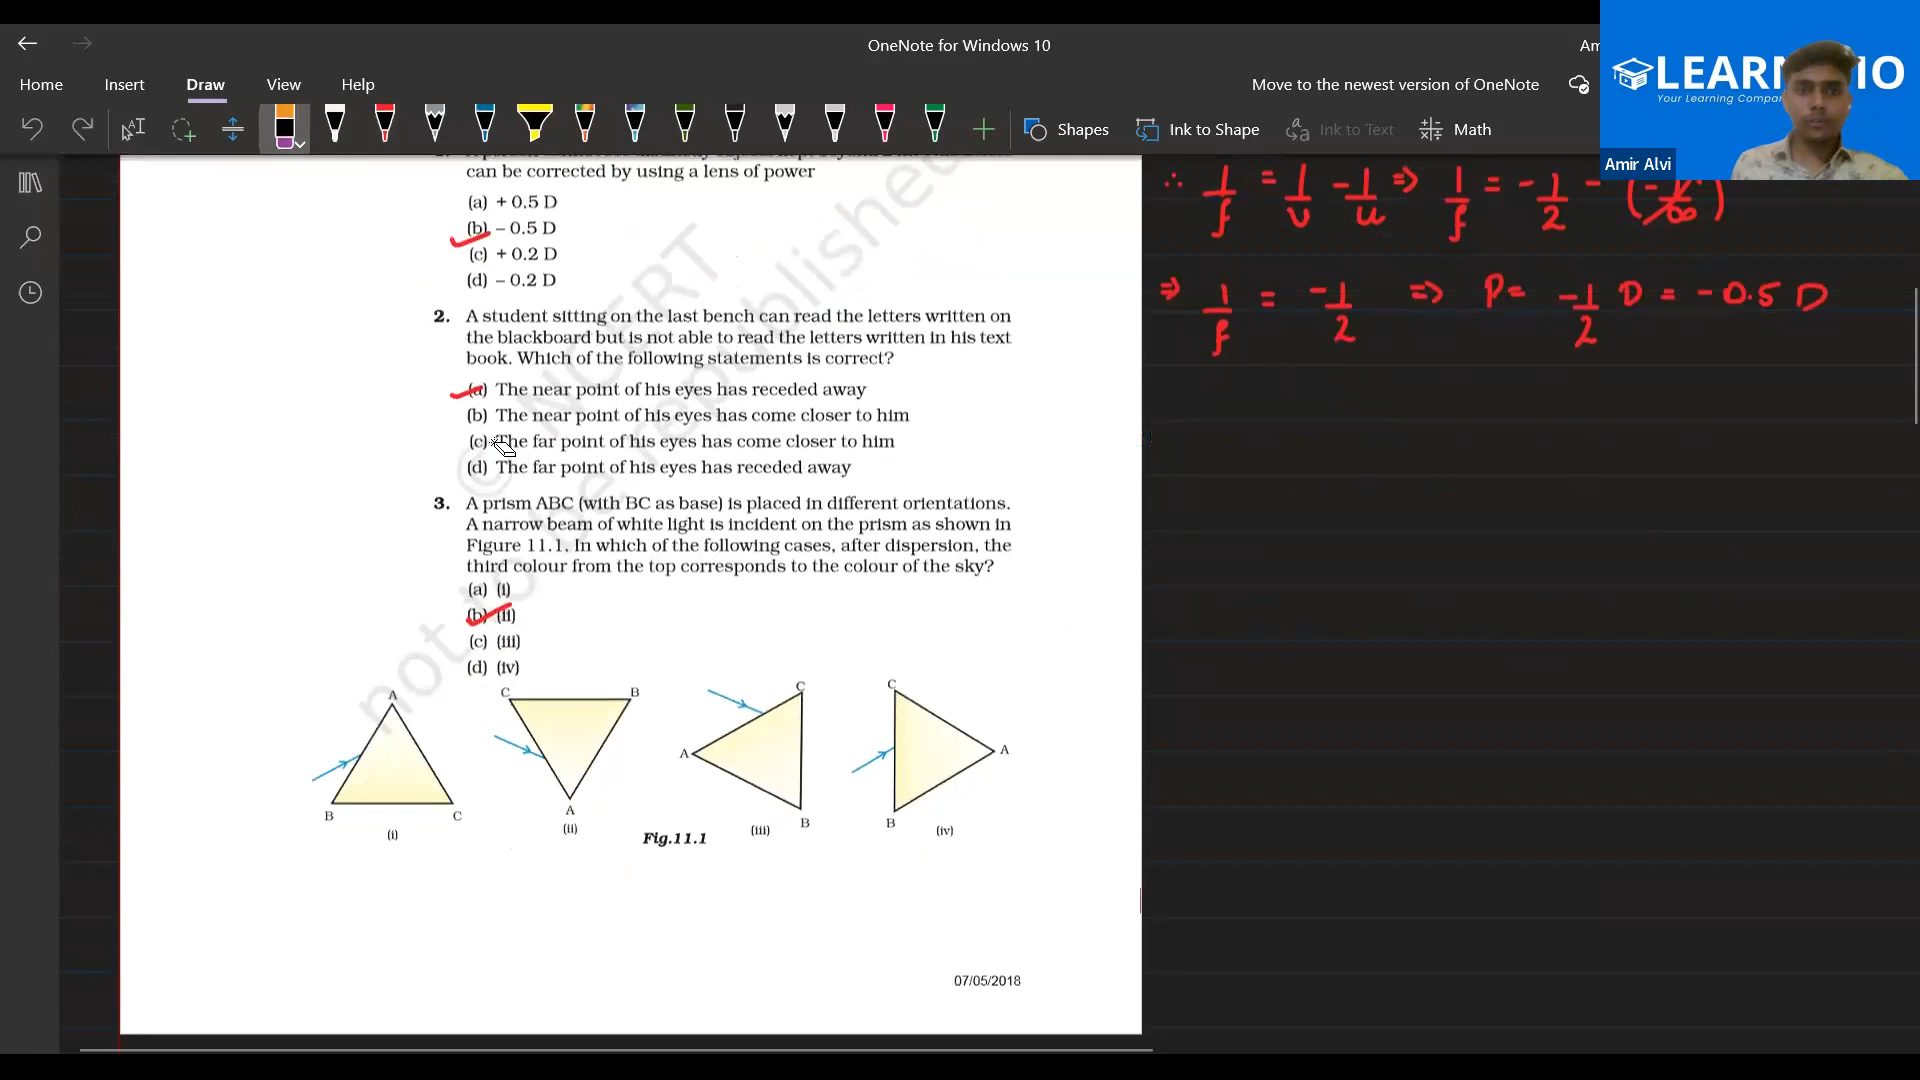 OneNote for Windows 10
Home Insert Draw View Help
Move to the newest version of OneNote
LEARN IO
Your Learning Compan
Amir Alvi
Shapes Ink to Shape Ink to Text Math
can be corrected by using a lens of power
(a) + 0.5 D
(b) – 0.5 D
(c) + 0.2 D
(d) – 0.2 D
2. A student sitting on the last bench can read the letters written on
the blackboard but is not able to read the letters written in his text
book. Which of the following statements is correct?
(a) The near point of his eyes has receded away
(b) The near point of his eyes has come closer to him
(c) The far point of his eyes has come closer to him
(d) The far point of his eyes has receded away
3. A prism ABC (with BC as base) is placed in different orientations.
A narrow beam of white light is incident on the prism as shown in
Figure 11.1. In which of the following cases, after dispersion, the
third colour from the top corresponds to the colour of the sky?
(a) (i)
(b) (ii)
(c) (iii)
(d) (iv)
A B C (i)
C B A (ii)
C A B (iii)
C A B (iv)
Fig.11.1
07/05/2018
© NCERT
not to be republished
∴ 1/f = 1/v - 1/u ⇒ 1/f = -1/2 - (-1/∞)
⇒ 1/f = -1/2 ⇒ P = -1/2 D = -0.5 D